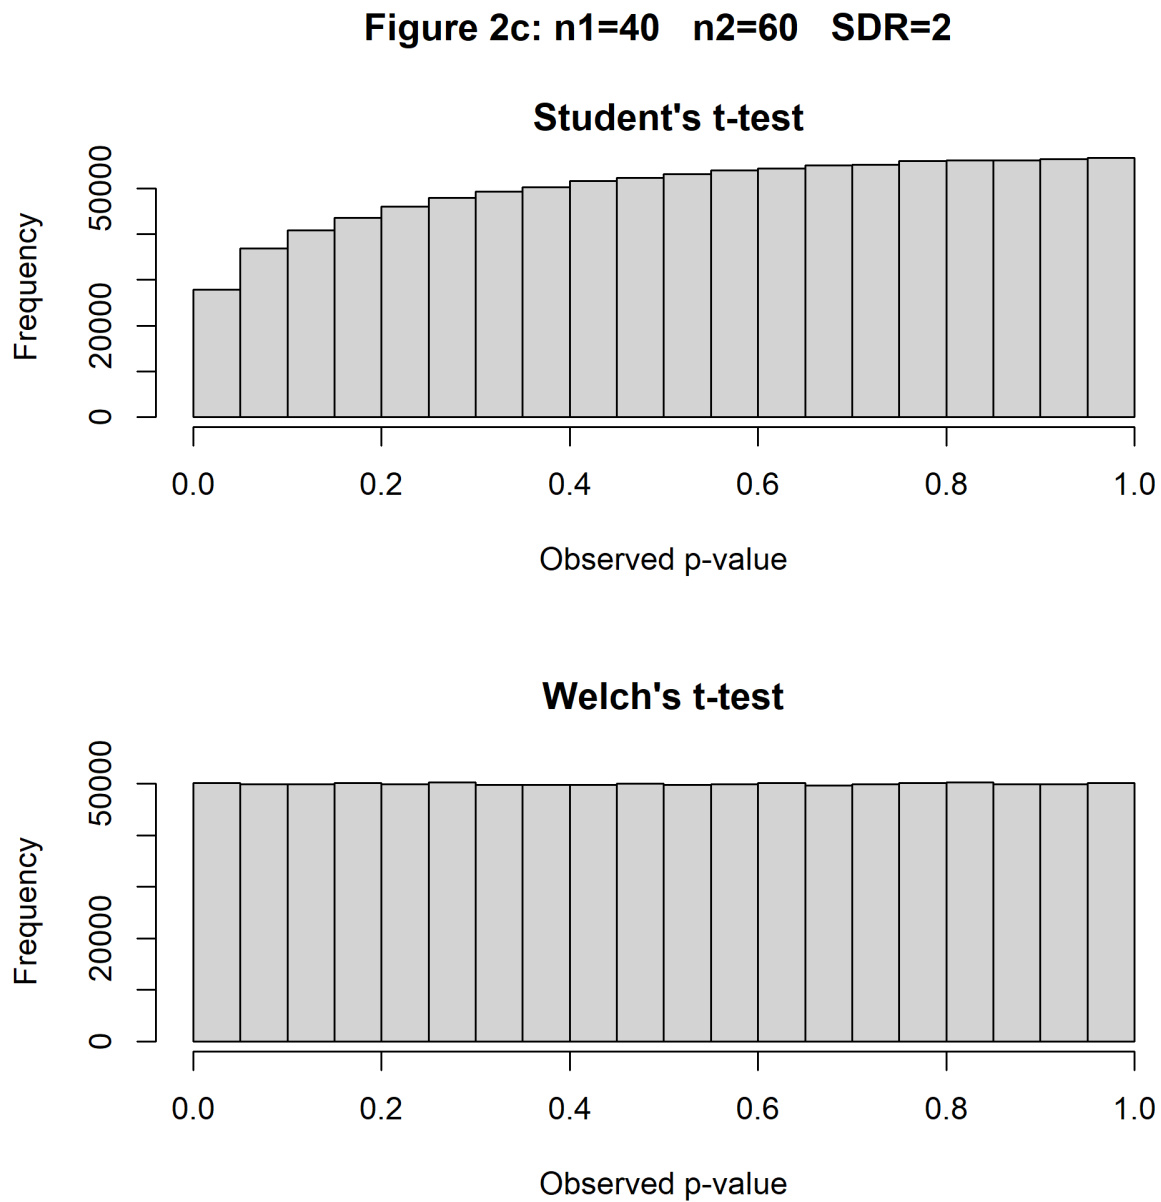 Figure 2c: n1=40   n2=60   SDR=2
Student's t-test
Frequency
50000
20000
0
0.0 0.2 0.4 0.6 0.8 1.0
Observed p-value
Welch's t-test
Frequency
50000
20000
0
0.0 0.2 0.4 0.6 0.8 1.0
Observed p-value